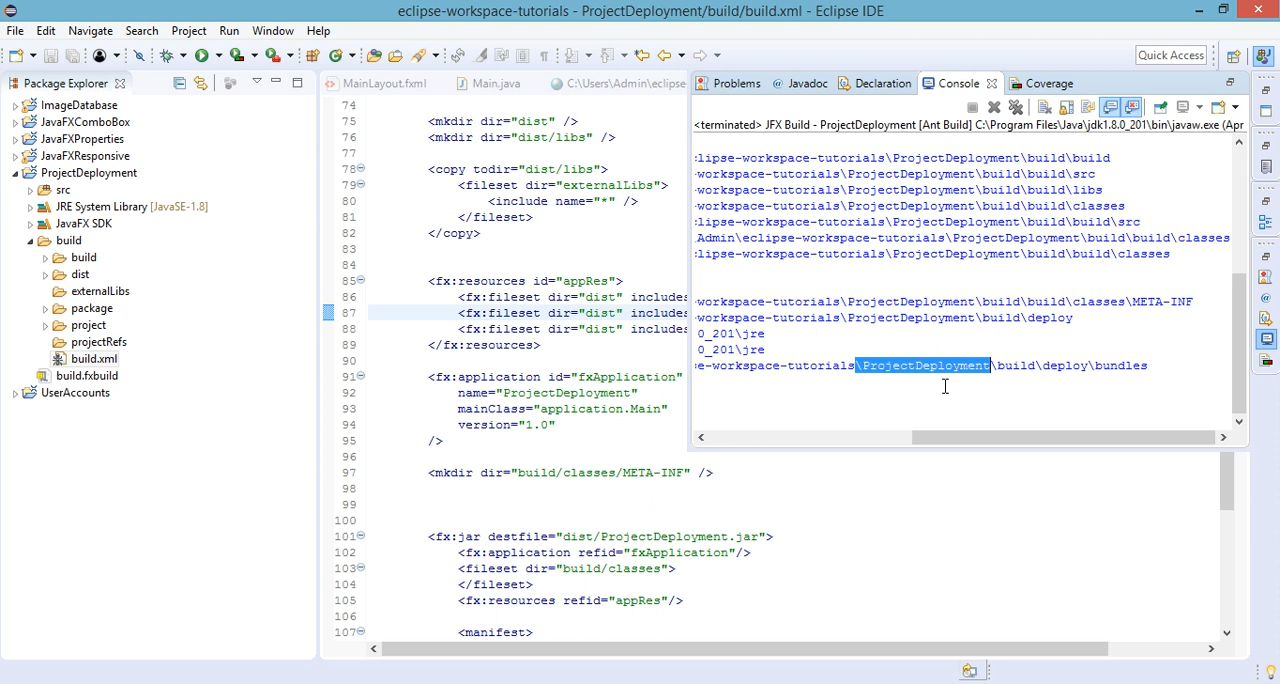 eclipse-workspace-tutorials - ProjectDeployment/build/build.xml - Eclipse IDE
File Edit Navigate Search Project Run Window Help
Quick Access
Package Explorer
ImageDatabase
JavaFXComboBox
JavaFXProperties
JavaFXResponsive
ProjectDeployment
src
JRE System Library [JavaSE-1.8]
JavaFX SDK
build
build
dist
externalLibs
package
project
projectRefs
build.xml
build.fxbuild
UserAccounts
MainLayout.fxml Main.java C:\Users\Admin\eclipse
74
75 <mkdir dir="dist" />
76 <mkdir dir="dist/libs" />
77
78 <copy todir="dist/libs">
79 <fileset dir="externalLibs">
80 <include name="*" />
81 </fileset>
82 </copy>
83
84
85 <fx:resources id="appRes">
86 <fx:fileset dir="dist" includes
87 <fx:fileset dir="dist" includes
88 <fx:fileset dir="dist" includes
89 </fx:resources>
90
91 <fx:application id="fxApplication"
92 name="ProjectDeployment"
93 mainClass="application.Main"
94 version="1.0"
95 />
96
97 <mkdir dir="build/classes/META-INF" />
98
99
100
101 <fx:jar destfile="dist/ProjectDeployment.jar">
102 <fx:application refid="fxApplication"/>
103 <fileset dir="build/classes">
104 </fileset>
105 <fx:resources refid="appRes"/>
106
107 <manifest>
Problems Javadoc Declaration Console Coverage
<terminated> JFX Build - ProjectDeployment [Ant Build] C:\Program Files\Java\jdk1.8.0_201\bin\javaw.exe (Apr
:lipse-workspace-tutorials\ProjectDeployment\build\build
-workspace-tutorials\ProjectDeployment\build\src
-workspace-tutorials\ProjectDeployment\build\libs
-workspace-tutorials\ProjectDeployment\build\classes
:lipse-workspace-tutorials\ProjectDeployment\build\build\src
Admin\eclipse-workspace-tutorials\ProjectDeployment\build\build\classes
:lipse-workspace-tutorials\ProjectDeployment\build\build\classes
-workspace-tutorials\ProjectDeployment\build\build\classes\META-INF
-workspace-tutorials\ProjectDeployment\build\deploy
0_201\jre
0_201\jre
:e-workspace-tutorials\ProjectDeployment\build\deploy\bundles